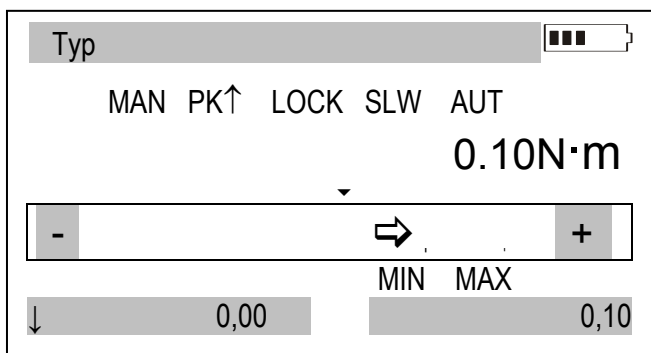 Typ
MAN PK↑ LOCK SLW AUT
0.10N·m
- ⇨ +
MIN MAX
↓ 0,00 0,10